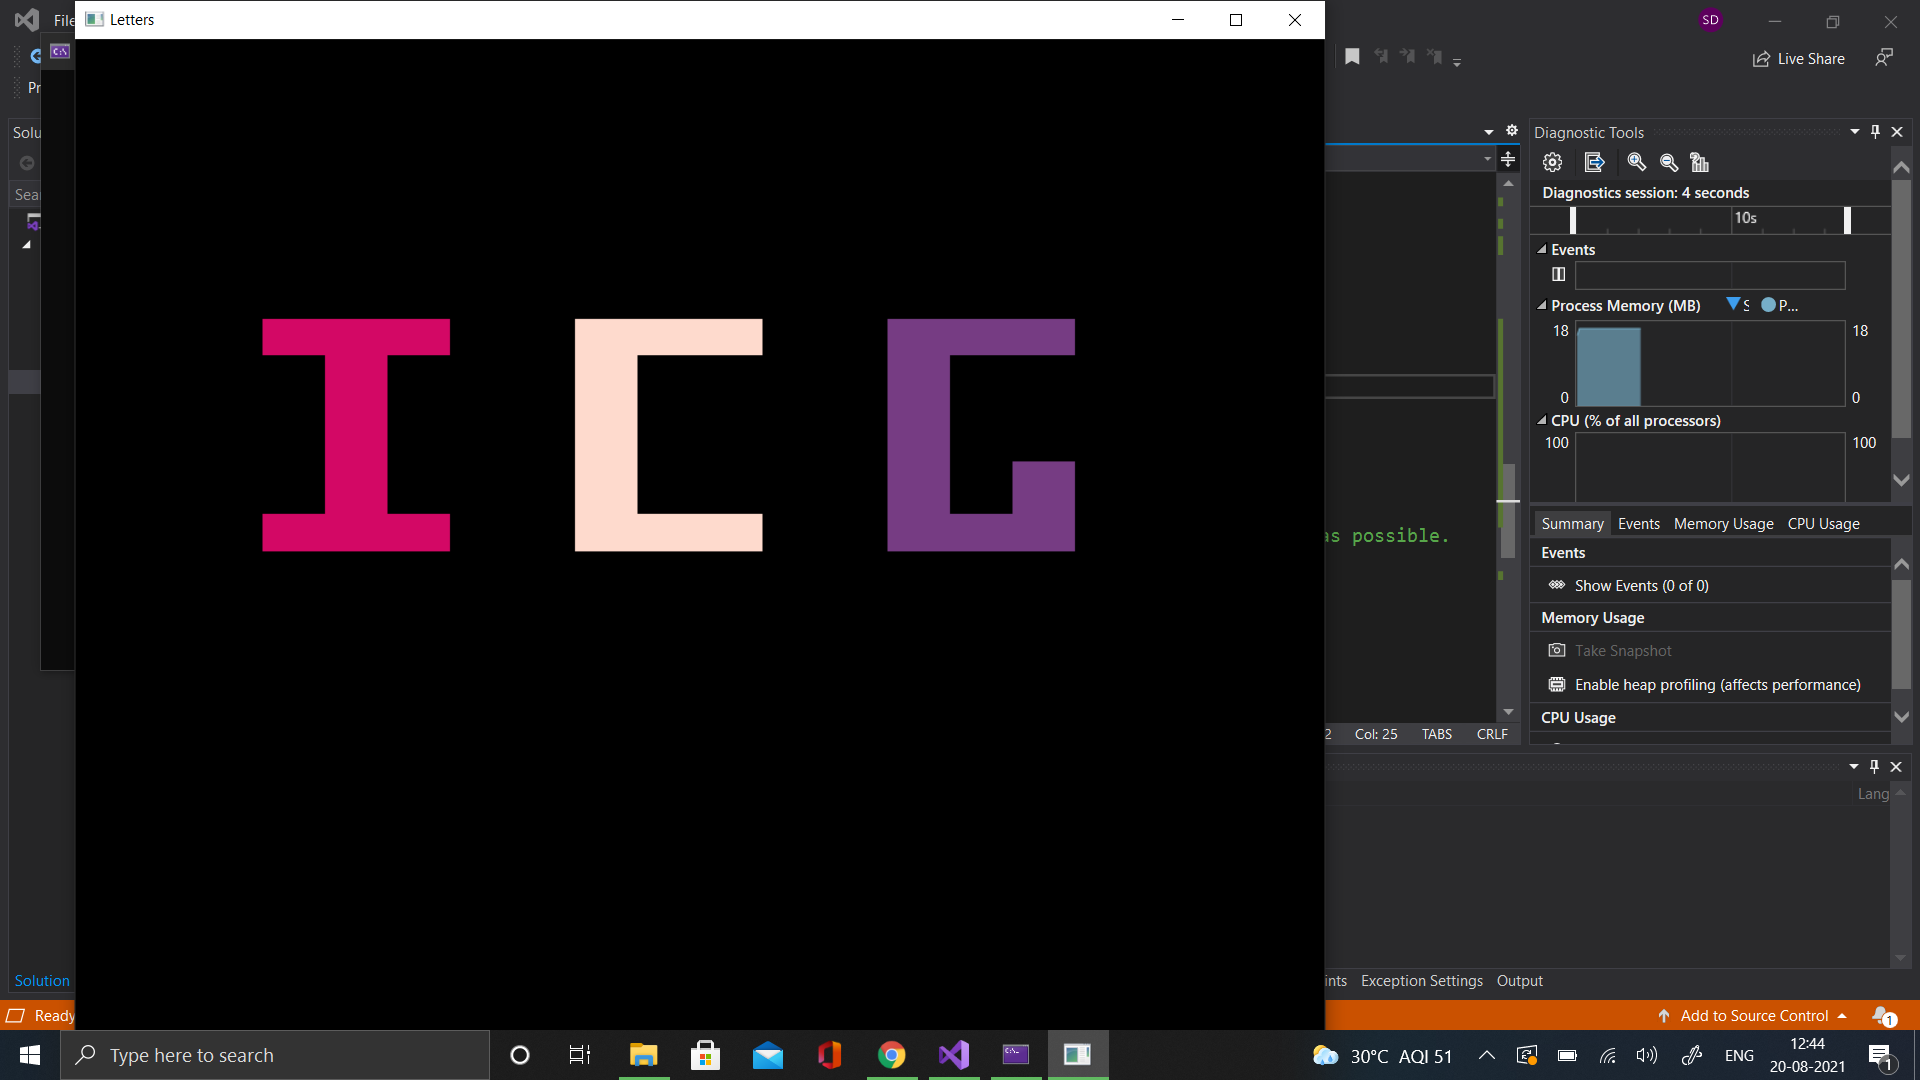 File
Letters
SD
Live Share
Pr
Solu
Sear
ICG
Diagnostic Tools
Diagnostics session: 4 seconds
10s
Events
Process Memory (MB) S P...
18 18
0 0
CPU (% of all processors)
100 100
Summary Events Memory Usage CPU Usage
Events
Show Events (0 of 0)
Memory Usage
Take Snapshot
Enable heap profiling (affects performance)
CPU Usage
as possible.
2 Col: 25 TABS CRLF
Lang
Solution
ints Exception Settings Output
Ready
Add to Source Control
1
Type here to search
30°C AQI 51
ENG
12:44
20-08-2021
1